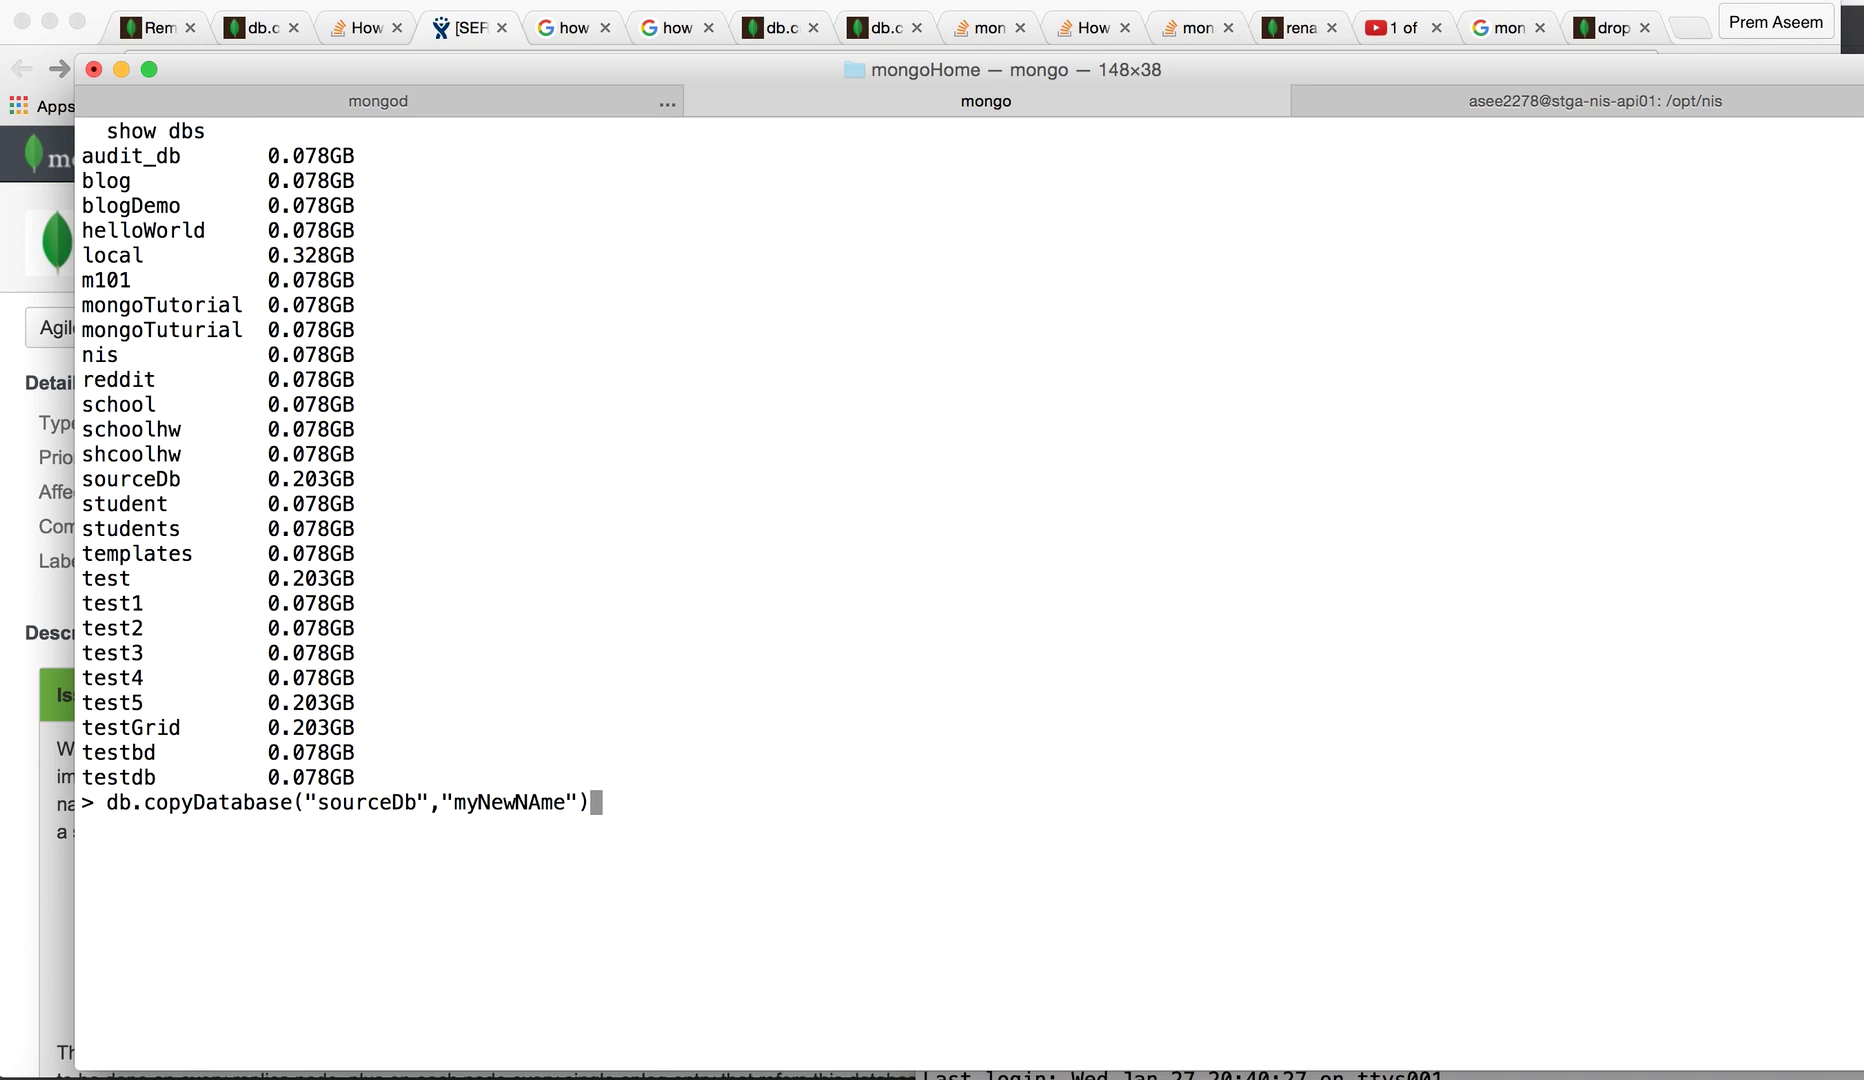 Rem
db.c
How
[SEF
how
how
db.c
db.c
mon
How
mon
rena
1 of
mon
drop
Prem Aseem
mongoHome — mongo — 148×38
Apps
mongod
...
mongo
asee2278@stga-nis-api01: /opt/nis
show dbs
audit_db 0.078GB
blog 0.078GB
blogDemo 0.078GB
helloWorld 0.078GB
local 0.328GB
m101 0.078GB
mongoTutorial 0.078GB
mongoTuturial 0.078GB
nis 0.078GB
reddit 0.078GB
school 0.078GB
schoolhw 0.078GB
shcoolhw 0.078GB
sourceDb 0.203GB
student 0.078GB
students 0.078GB
templates 0.078GB
test 0.203GB
test1 0.078GB
test2 0.078GB
test3 0.078GB
test4 0.078GB
test5 0.203GB
testGrid 0.203GB
testbd 0.078GB
testdb 0.078GB
> db.copyDatabase("sourceDb","myNewNAme")
Agil
Detail
Type
Prio
Affe
Com
Labe
Descr
W
im
na
a s
Th
Last login: Wed Jan 27 20:40:27 on ttys001